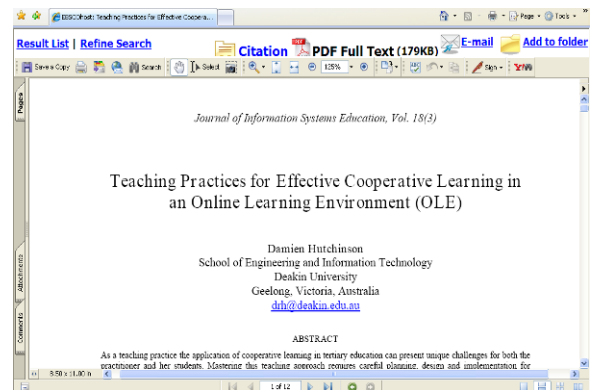 EBSCOhost: Teaching Practices for Effective Coopera...
Page
Tools
Result List | Refine Search
Citation
PDF Full Text (179KB)
E-mail
Add to folder
Save a Copy
Search
Select
125%
Sign
Pages
Journal of Information Systems Education, Vol. 18(3)
Teaching Practices for Effective Cooperative Learning in
an Online Learning Environment (OLE)
Damien Hutchinson
School of Engineering and Information Technology
Deakin University
Geelong, Victoria, Australia
drh@deakin.edu.au
Attachments
Comments
ABSTRACT
As a teaching practice the application of cooperative learning in tertiary education can present unique challenges for both the
practitioner and her students. Mastering this teaching approach requires careful planning, design and implementation for
8.50 x 11.00 in
1 of 12